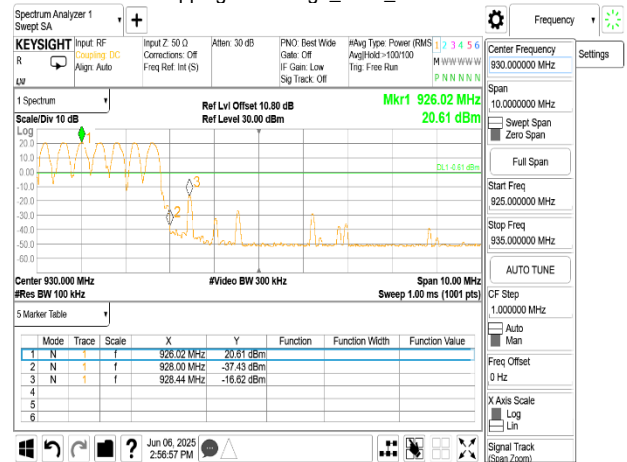 Spectrum Analyzer 1
Swept SA
Frequency
Settings
KEYSIGHT
R
Input: RF
Coupling: DC
Align: Auto
Input Z: 50 Ω
Corrections: Off
Freq Ref: Int (S)
Atten: 30 dB
PNO: Best Wide
Gate: Off
IF Gain: Low
Sig Track: Off
#Avg Type: Power (RMS
Avg|Hold:>100/100
Trig: Free Run
1 2 3 4 5 6
M W W W W W
P N N N N N
1 Spectrum
Scale/Div 10 dB
Ref Lvl Offset 10.80 dB
Ref Level 30.00 dBm
Mkr1 926.02 MHz
20.61 dBm
Log
20.0
10.0
0.00
-10.0
-20.0
-30.0
-40.0
-50.0
-60.0
1
2
3
DL1 0.61 dBm
Center 930.000 MHz
#Video BW 300 kHz
Span 10.00 MHz
#Res BW 100 kHz
Sweep 1.00 ms (1001 pts)
5 Marker Table
Mode Trace Scale X Y Function Function Width Function Value
1 N 1 f 926.02 MHz 20.61 dBm
2 N 1 f 928.00 MHz -37.43 dBm
3 N 1 f 928.44 MHz -16.62 dBm
4
5
6
Center Frequency
930.000000 MHz
Span
10.0000000 MHz
Swept Span
Zero Span
Full Span
Start Freq
925.000000 MHz
Stop Freq
935.000000 MHz
AUTO TUNE
CF Step
1.000000 MHz
Auto
Man
Freq Offset
0 Hz
X Axis Scale
Log
Lin
Signal Track
(Span Zoom)
?
Jun 06, 2025
2:56:57 PM